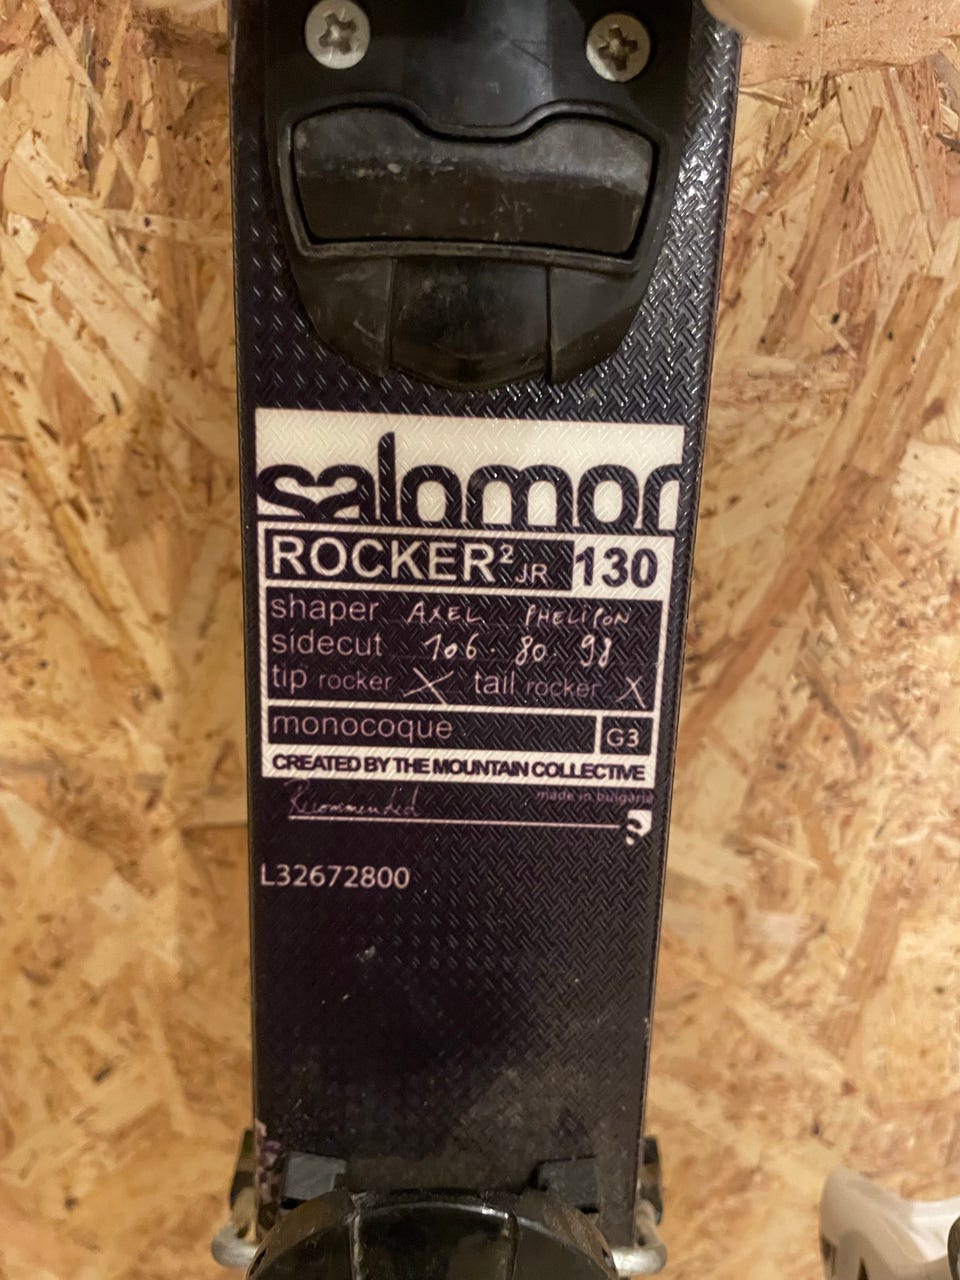 salomon
ROCKER² JR 130
shaper AXEL PHELIPON
sidecut 106 · 80 · 98
tip rocker X tail rocker X
monocoque G3
CREATED BY THE MOUNTAIN COLLECTIVE
Recommended made in bulgaria
L32672800